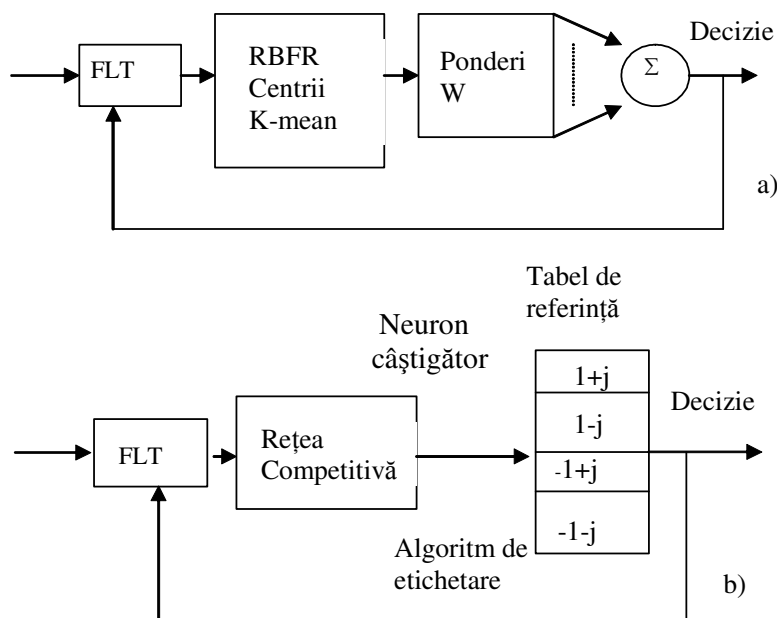 Decizie
FLT
RBFR
Centrii
K-mean
Ponderi
W
Σ
a)
Tabel de
referință
Neuron
câştigător
1+j
1-j
-1+j
-1-j
Decizie
FLT
Rețea
Competitivă
Algoritm de
etichetare
b)